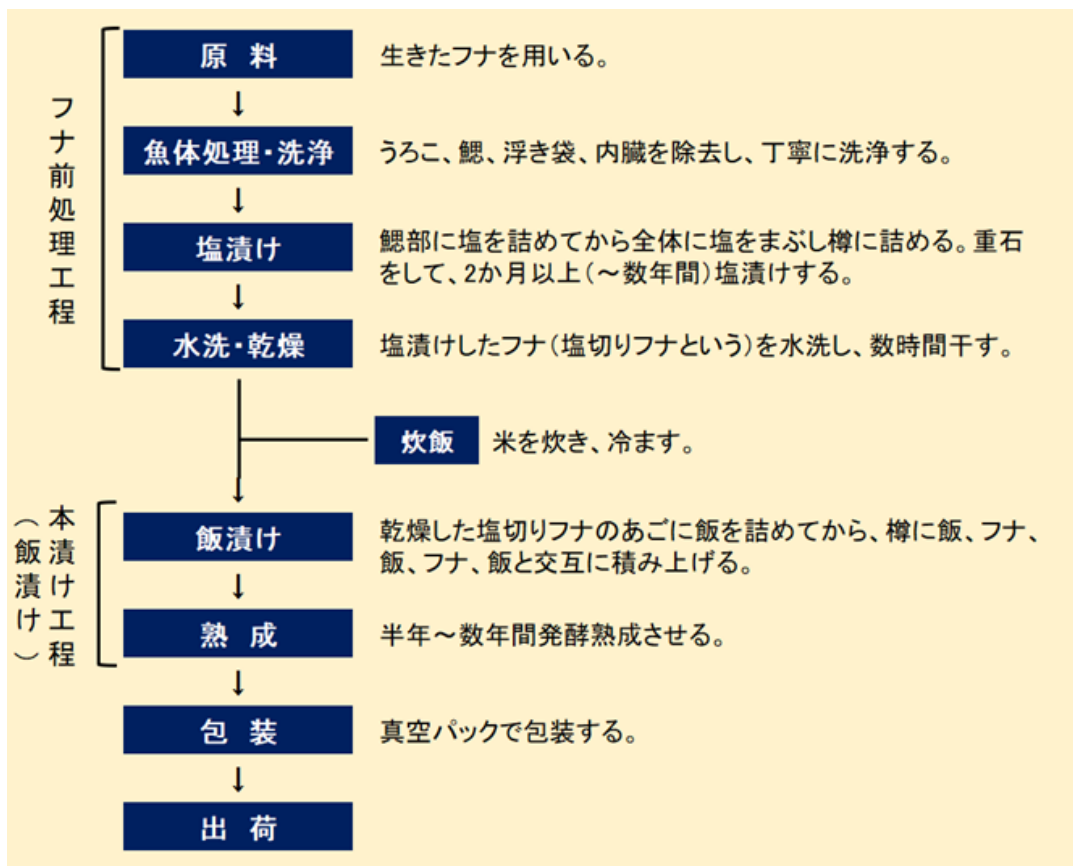 フナ前処理工程
原 料
生きたフナを用いる。
↓
魚体処理・洗浄
うろこ、鰓、浮き袋、内臓を除去し、丁寧に洗浄する。
↓
塩漬け
鰓部に塩を詰めてから全体に塩をまぶし樽に詰める。重石
をして、2か月以上(~数年間)塩漬けする。
↓
水洗・乾燥
塩漬けしたフナ(塩切りフナという)を水洗し、数時間干す。
炊飯
米を炊き、冷ます。
↓
本漬け工程
(飯漬け)
飯漬け
乾燥した塩切りフナのあごに飯を詰めてから、樽に飯、フナ、
飯、フナ、飯と交互に積み上げる。
↓
熟 成
半年~数年間発酵熟成させる。
↓
包 装
真空パックで包装する。
↓
出 荷